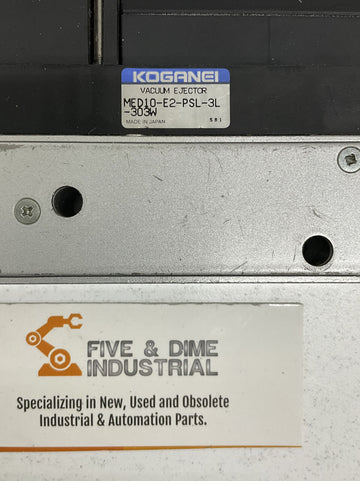 KOGANEI
VACUUM EJECTOR
MED10-E2-PSL-3L
-303W
MADE IN JAPAN 581
FIVE & DIME
INDUSTRIAL
Specializing in New, Used and Obsolete
Industrial & Automation Parts.